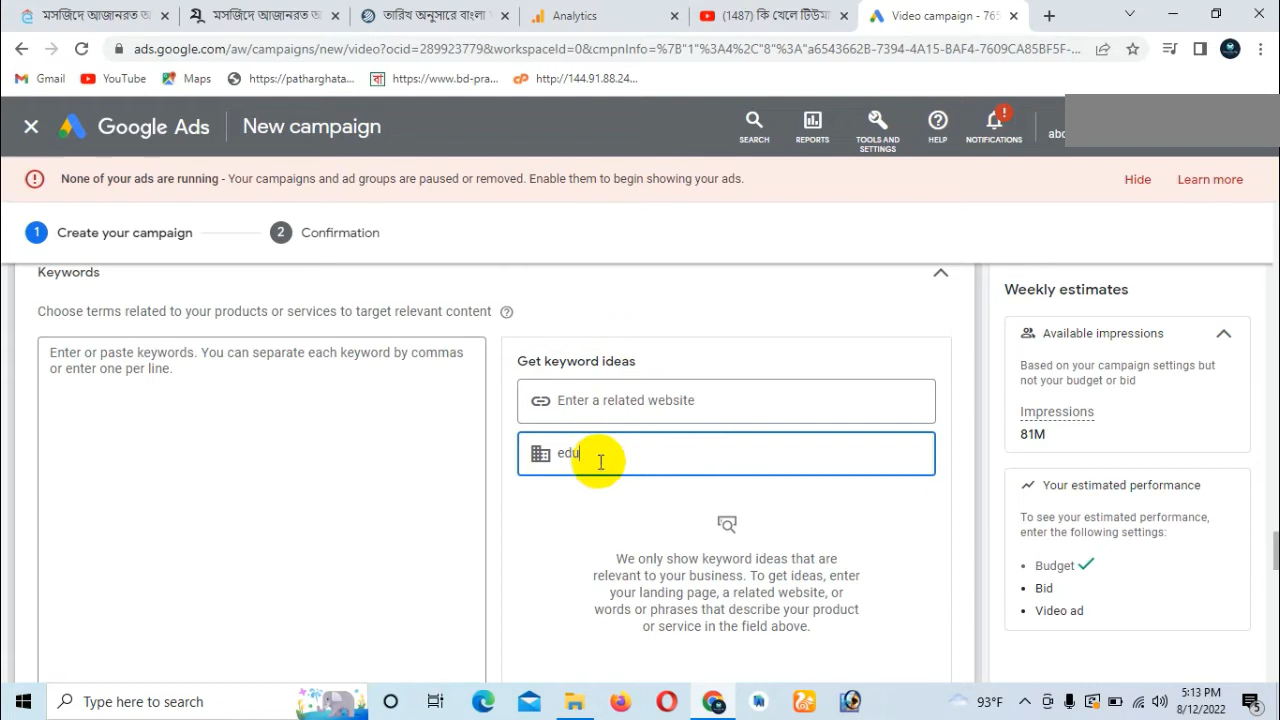 মসজিদে আজানরত অ
মসজিদে আজানরত অ
তারিখ অনুসারে বাংলা
Analytics
(1487) কি খেলে টিউমা
Video campaign - 765
ads.google.com/aw/campaigns/new/video?ocid=289923779&workspaceId=0&cmpnInfo=%7B"1"%3A4%2C"8"%3A"a6543662B-7394-4A15-BAF4-7609CA85BF5F-...
Gmail
YouTube
Maps
https://patharghata...
https://www.bd-pra...
http://144.91.88.24...
Google Ads
New campaign
SEARCH
REPORTS
TOOLS AND SETTINGS
HELP
NOTIFICATIONS
None of your ads are running - Your campaigns and ad groups are paused or removed. Enable them to begin showing your ads.
Hide
Learn more
1
Create your campaign
2
Confirmation
Keywords
Choose terms related to your products or services to target relevant content
Enter or paste keywords. You can separate each keyword by commas
or enter one per line.
Get keyword ideas
Enter a related website
edu
We only show keyword ideas that are
relevant to your business. To get ideas, enter
your landing page, a related website, or
words or phrases that describe your product
or service in the field above.
Weekly estimates
Available impressions
Based on your campaign settings but
not your budget or bid
Impressions
81M
Your estimated performance
To see your estimated performance,
enter the following settings:
• Budget
• Bid
• Video ad
Type here to search
93°F
5:13 PM
8/12/2022
5